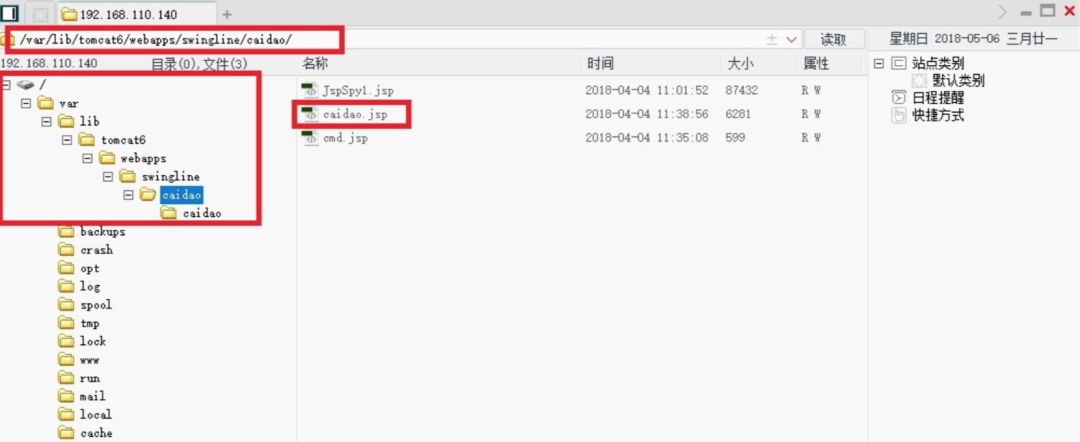 192.168.110.140
/var/lib/tomcat6/webapps/swingline/caidao/
读取
星期日 2018-05-06 三月廿一
192.168.110.140 目录(0),文件(3)
名称 时间 大小 属性
JspSpy1.jsp 2018-04-04 11:01:52 87432 R W
caidao.jsp 2018-04-04 11:38:56 6281 R W
cmd.jsp 2018-04-04 11:35:08 599 R W
/
var
lib
tomcat6
webapps
swingline
caidao
caidao
backups
crash
opt
log
spool
tmp
lock
www
run
mail
local
cache
站点类别
默认类别
日程提醒
快捷方式